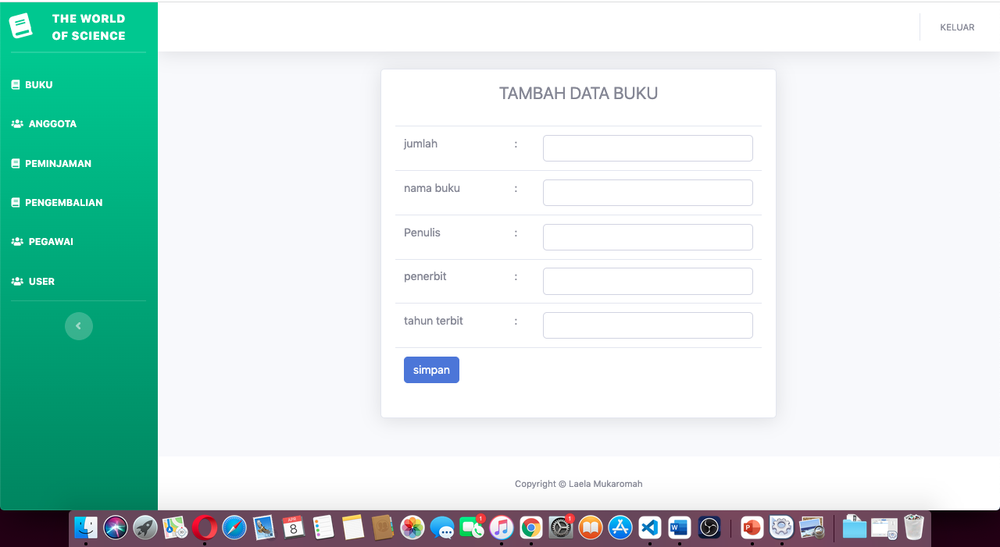 THE WORLD
OF SCIENCE
KELUAR
BUKU
ANGGOTA
PEMINJAMAN
PENGEMBALIAN
PEGAWAI
USER
TAMBAH DATA BUKU
jumlah :
nama buku :
Penulis :
penerbit :
tahun terbit :
simpan
Copyright © Laela Mukaromah
APR
8
1
1
W
P